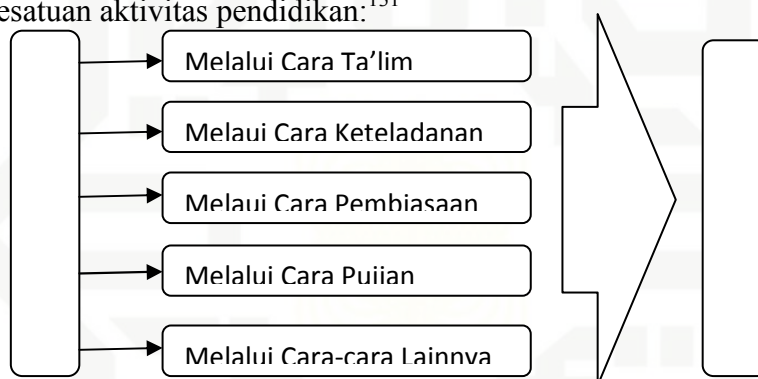 esatuan aktivitas pendidikan:151
Melalui Cara Ta’lim
Melaui Cara Keteladanan
Melaui Cara Pembiasaan
Melalui Cara Pujian
Melalui Cara-cara Lainnya